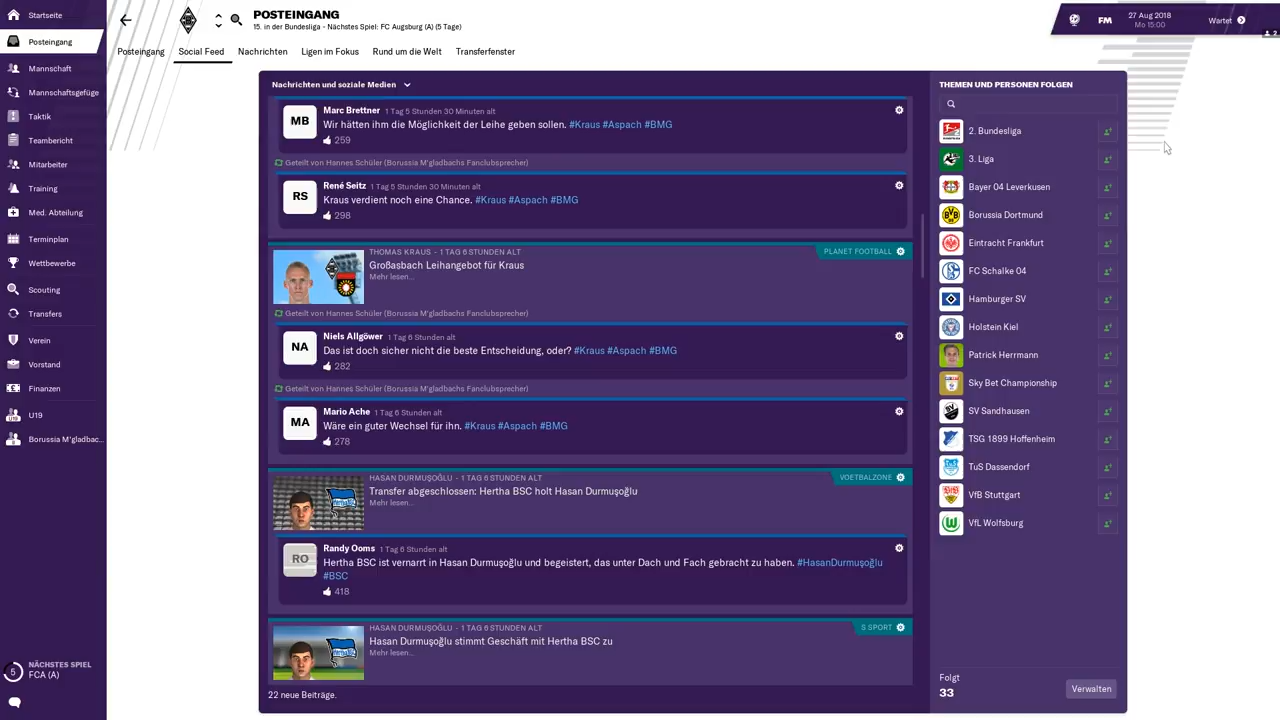 Startseite
Posteingang
Mannschaft
Mannschaftsgefüge
Taktik
Teambericht
Mitarbeiter
Training
Med. Abteilung
Terminplan
Wettbewerbe
Scouting
Transfers
Verein
Vorstand
Finanzen
U19
Borussia M'gladbac...
NÄCHSTES SPIEL
5
FCA (A)
POSTEINGANG
15. in der Bundesliga - Nächstes Spiel: FC Augsburg (A) (5 Tage)
FM
27 Aug 2018
Mo 15:00
Wartet
2
Posteingang
Social Feed
Nachrichten
Ligen im Fokus
Rund um die Welt
Transferfenster
Nachrichten und soziale Medien
MB
Marc Brettner 1 Tag 5 Stunden 30 Minuten alt
Wir hätten ihm die Möglichkeit der Leihe geben sollen. #Kraus #Aspach #BMG
259
Geteilt von Hannes Schüler (Borussia M'gladbachs Fanclubsprecher)
RS
René Seitz 1 Tag 5 Stunden 30 Minuten alt
Kraus verdient noch eine Chance. #Kraus #Aspach #BMG
298
THOMAS KRAUS - 1 TAG 6 STUNDEN ALT
PLANET FOOTBALL
Großasbach Leihangebot für Kraus
Mehr lesen...
Geteilt von Hannes Schüler (Borussia M'gladbachs Fanclubsprecher)
NA
Niels Allgöwer 1 Tag 6 Stunden alt
Das ist doch sicher nicht die beste Entscheidung, oder? #Kraus #Aspach #BMG
282
Geteilt von Hannes Schüler (Borussia M'gladbachs Fanclubsprecher)
MA
Mario Ache 1 Tag 6 Stunden alt
Wäre ein guter Wechsel für ihn. #Kraus #Aspach #BMG
278
HASAN DURMUŞOĞLU - 1 TAG 6 STUNDEN ALT
VOETBALZONE
Transfer abgeschlossen: Hertha BSC holt Hasan Durmuşoğlu
Mehr lesen...
RO
Randy Ooms 1 Tag 6 Stunden alt
Hertha BSC ist vernarrt in Hasan Durmuşoğlu und begeistert, das unter Dach und Fach gebracht zu haben. #HasanDurmuşoğlu
#BSC
418
HASAN DURMUŞOĞLU - 1 TAG 6 STUNDEN ALT
S SPORT
Hasan Durmuşoğlu stimmt Geschäft mit Hertha BSC zu
Mehr lesen...
22 neue Beiträge.
THEMEN UND PERSONEN FOLGEN
2. Bundesliga
3. Liga
Bayer 04 Leverkusen
Borussia Dortmund
Eintracht Frankfurt
FC Schalke 04
Hamburger SV
Holstein Kiel
Patrick Herrmann
Sky Bet Championship
SV Sandhausen
TSG 1899 Hoffenheim
TuS Dassendorf
VfB Stuttgart
VfL Wolfsburg
Folgt
33
Verwalten